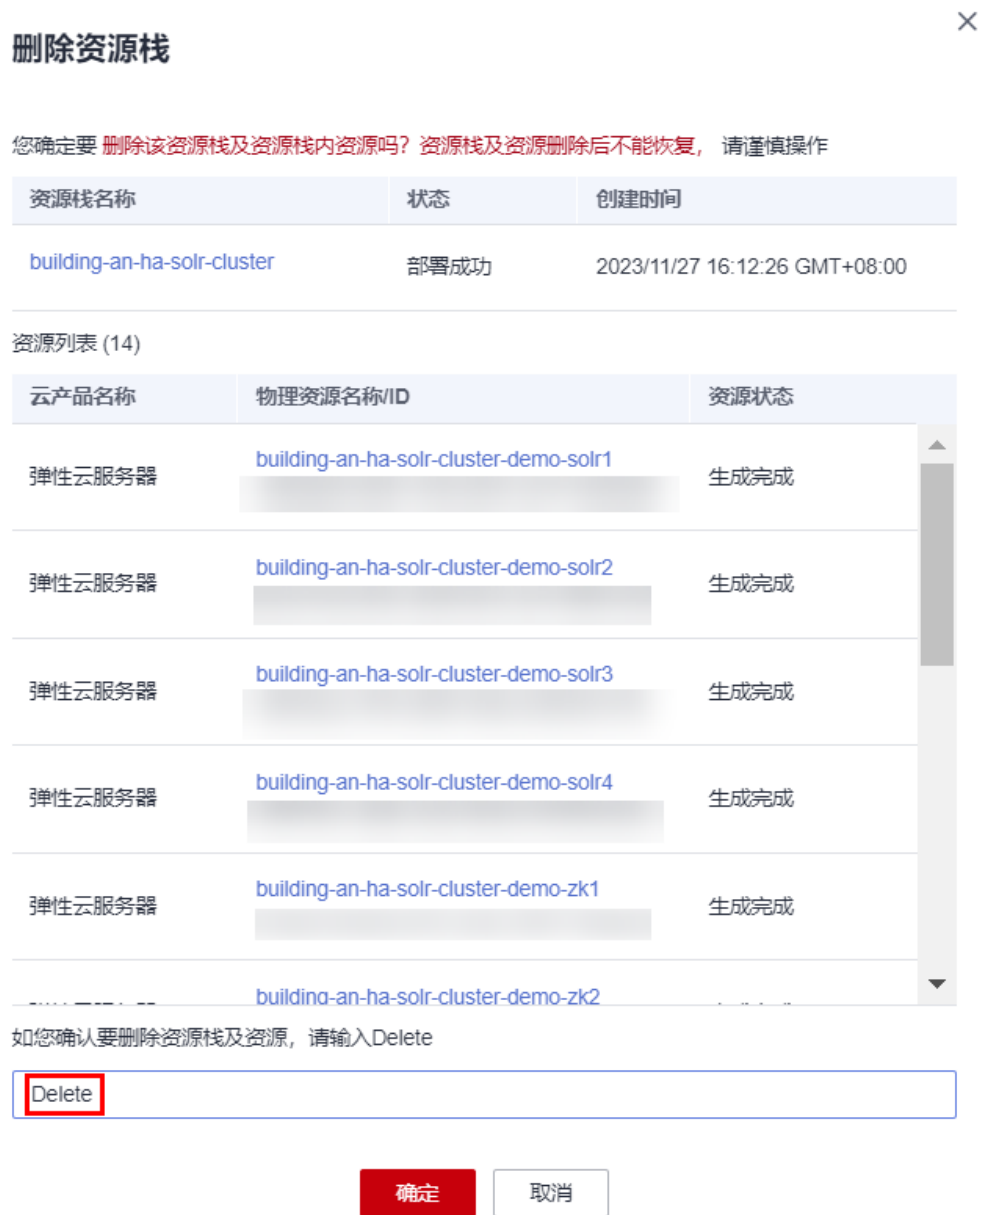 删除资源栈
您确定要 删除该资源栈及资源栈内资源吗？资源栈及资源删除后不能恢复， 请谨慎操作
资源栈名称 状态 创建时间
building-an-ha-solr-cluster 部署成功 2023/11/27 16:12:26 GMT+08:00
资源列表 (14)
云产品名称 物理资源名称/ID 资源状态
building-an-ha-solr-cluster-demo-solr1
弹性云服务器 生成完成
building-an-ha-solr-cluster-demo-solr2
弹性云服务器 生成完成
building-an-ha-solr-cluster-demo-solr3
弹性云服务器 生成完成
building-an-ha-solr-cluster-demo-solr4
弹性云服务器 生成完成
building-an-ha-solr-cluster-demo-zk1
弹性云服务器 生成完成
building-an-ha-solr-cluster-demo-zk2
如您确认要删除资源栈及资源，请输入Delete
Delete
确定 取消